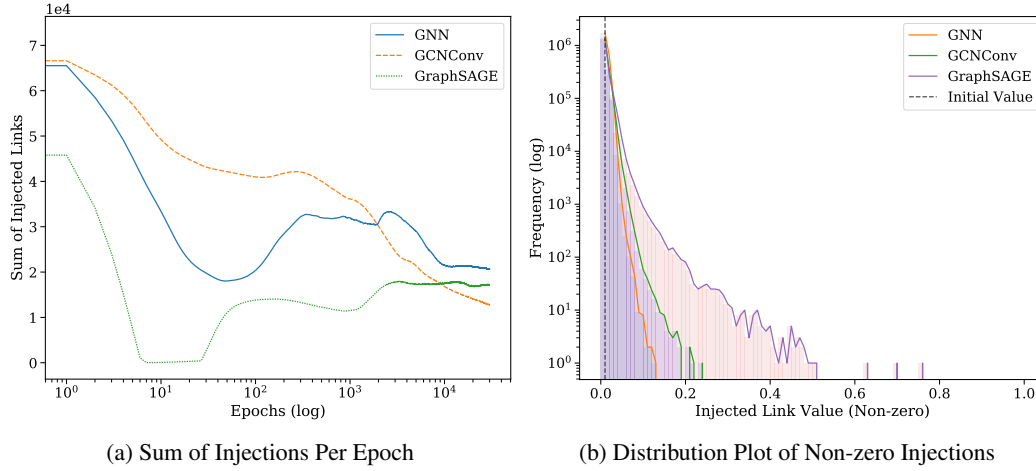 1e4
7
6
5
4
3
2
1
0
Sum of Injected Links
10^0
10^1
10^2
10^3
10^4
Epochs (log)
GNN
GCNConv
GraphSAGE
(a) Sum of Injections Per Epoch
10^6
10^5
10^4
10^3
10^2
10^1
10^0
Frequency (log)
0.0
0.2
0.4
0.6
0.8
1.0
Injected Link Value (Non-zero)
GNN
GCNConv
GraphSAGE
Initial Value
(b) Distribution Plot of Non-zero Injections